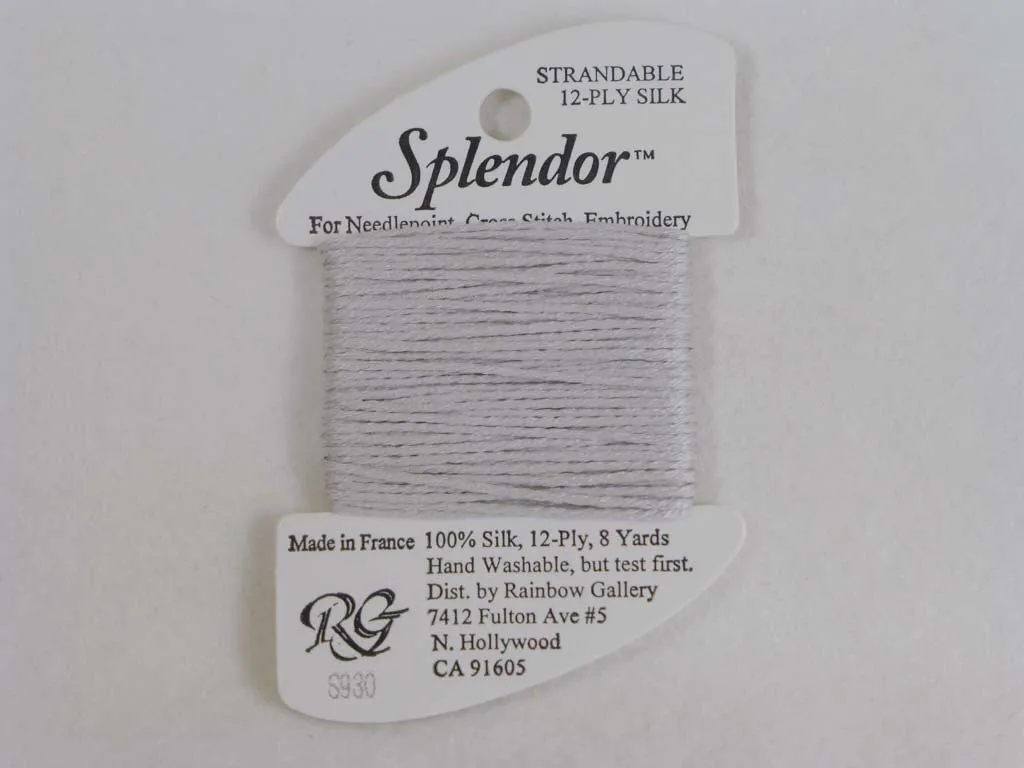 STRANDABLE
12-PLY SILK
Splendor™
For Needlepoint, Cross Stitch, Embroidery
Made in France 100% Silk, 12-Ply, 8 Yards
Hand Washable, but test first.
Dist. by Rainbow Gallery
7412 Fulton Ave #5
N. Hollywood
CA 91605
RG
S930